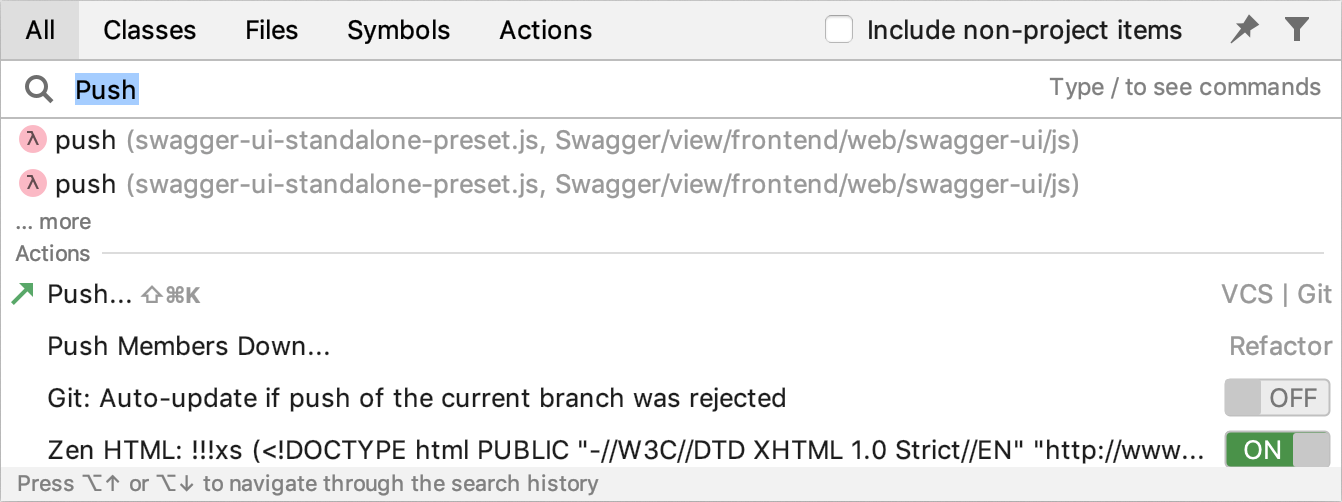 All Classes Files Symbols Actions Include non-project items
Push Type / to see commands
λ push (swagger-ui-standalone-preset.js, Swagger/view/frontend/web/swagger-ui/js)
λ push (swagger-ui-standalone-preset.js, Swagger/view/frontend/web/swagger-ui/js)
... more
Actions
Push... ⇧⌘K VCS | Git
Push Members Down... Refactor
Git: Auto-update if push of the current branch was rejected OFF
Zen HTML: !!!xs (<!DOCTYPE html PUBLIC "-//W3C//DTD XHTML 1.0 Strict//EN" "http://www... ON
Press ⌥↑ or ⌥↓ to navigate through the search history